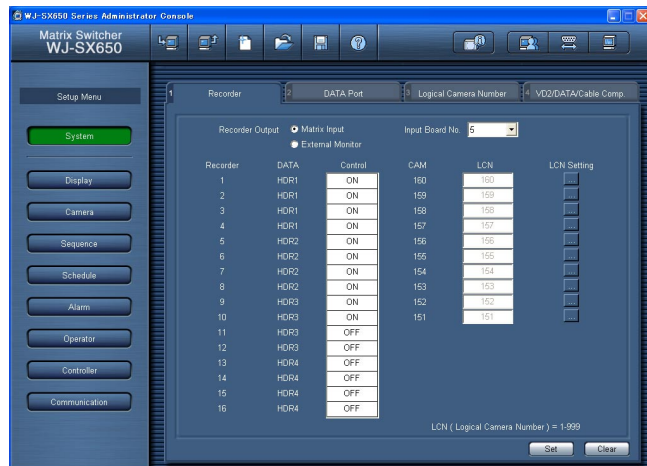 WJ-SX650 Series Administrator Console
Matrix Switcher
WJ-SX650
Setup Menu
System
Display
Camera
Sequence
Schedule
Alarm
Operator
Controller
Communication
1 Recorder 2 DATA Port 3 Logical Camera Number 4 VD2/DATA/Cable Comp.
Recorder Output Matrix Input Input Board No. 5
External Monitor
Recorder DATA Control CAM LCN LCN Setting
1 HDR1 ON 160 160 ...
2 HDR1 ON 159 159 ...
3 HDR1 ON 158 158 ...
4 HDR1 ON 157 157 ...
5 HDR2 ON 156 156 ...
6 HDR2 ON 155 155 ...
7 HDR2 ON 154 154 ...
8 HDR2 ON 153 153 ...
9 HDR3 ON 152 152 ...
10 HDR3 ON 151 151 ...
11 HDR3 OFF
12 HDR3 OFF
13 HDR4 OFF
14 HDR4 OFF
15 HDR4 OFF
16 HDR4 OFF
LCN ( Logical Camera Number ) = 1-999
Set Clear